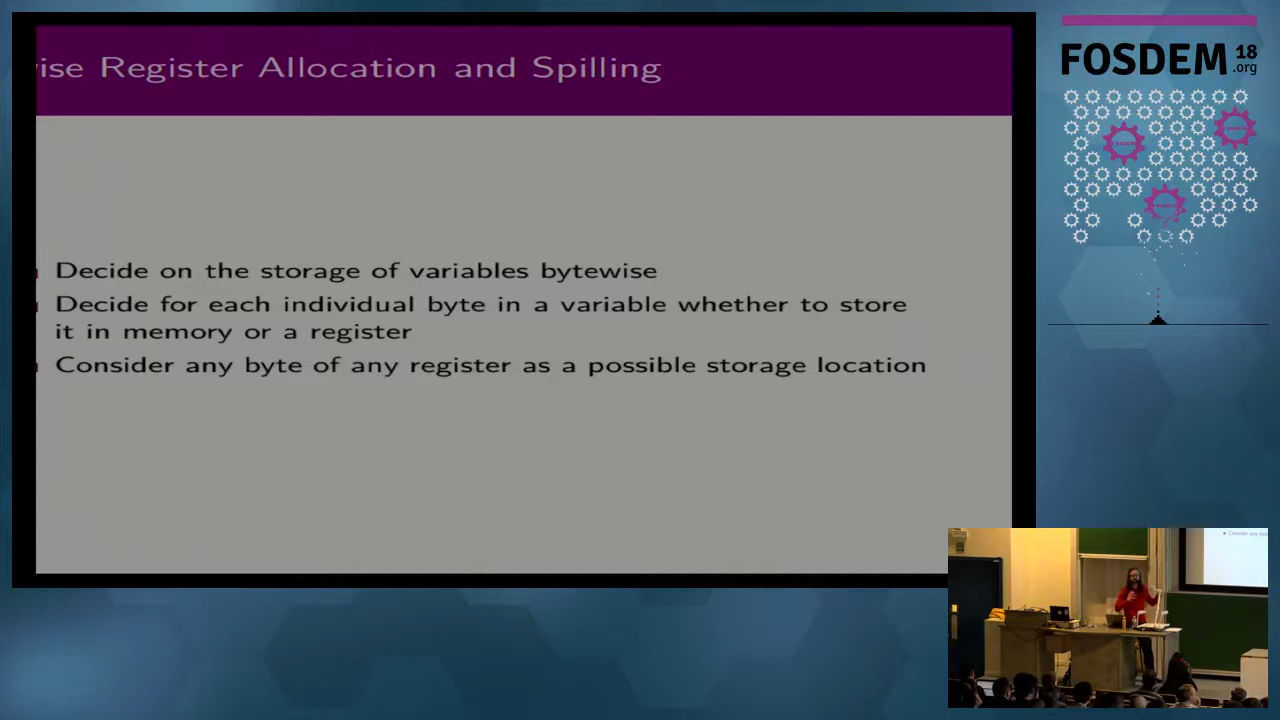 ise Register Allocation and Spilling
Decide on the storage of variables bytewise
Decide for each individual byte in a variable whether to store
it in memory or a register
Consider any byte of any register as a possible storage location
FOSDEM 18
.org